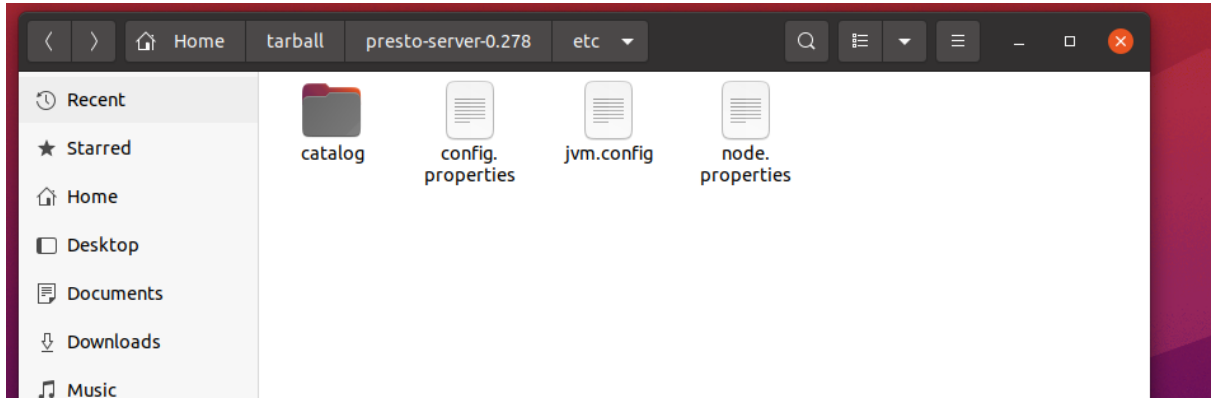 Home tarball presto-server-0.278 etc
Recent
Starred
Home
Desktop
Documents
Downloads
Music
catalog
config.
properties
jvm.config
node.
properties